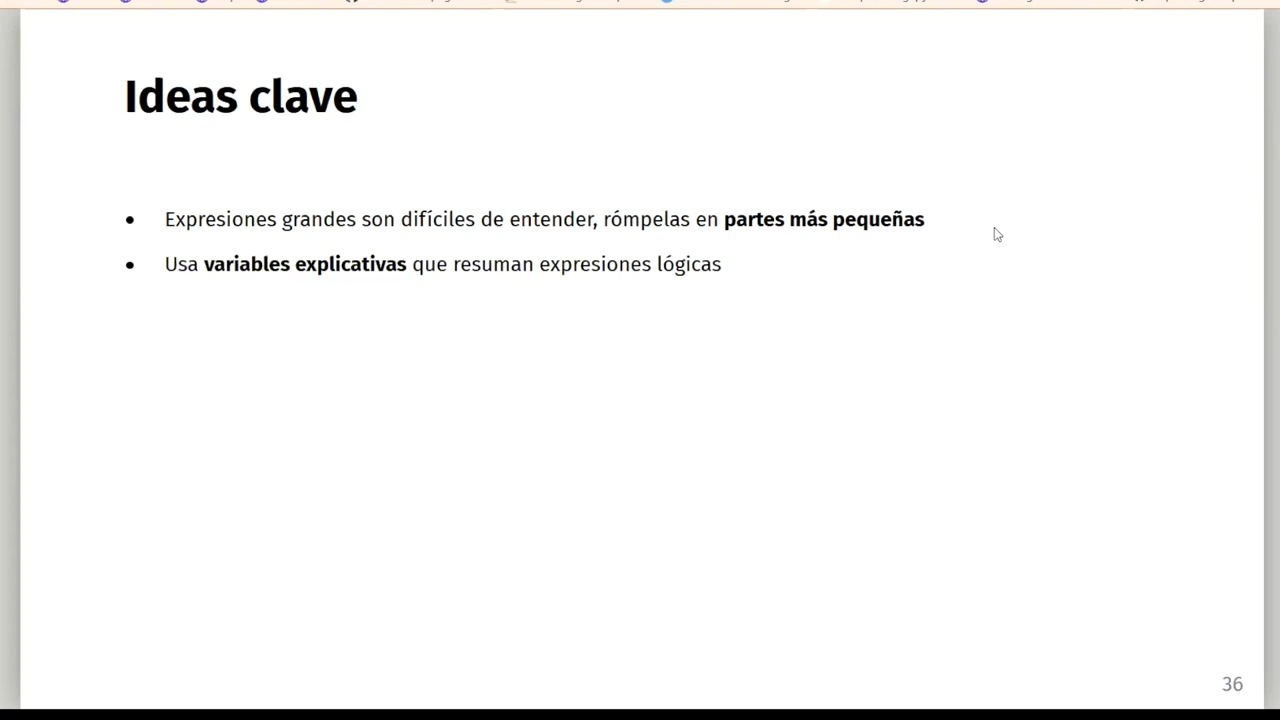 Ideas clave
• Expresiones grandes son difíciles de entender, rómpelas en partes más pequeñas
• Usa variables explicativas que resuman expresiones lógicas
36